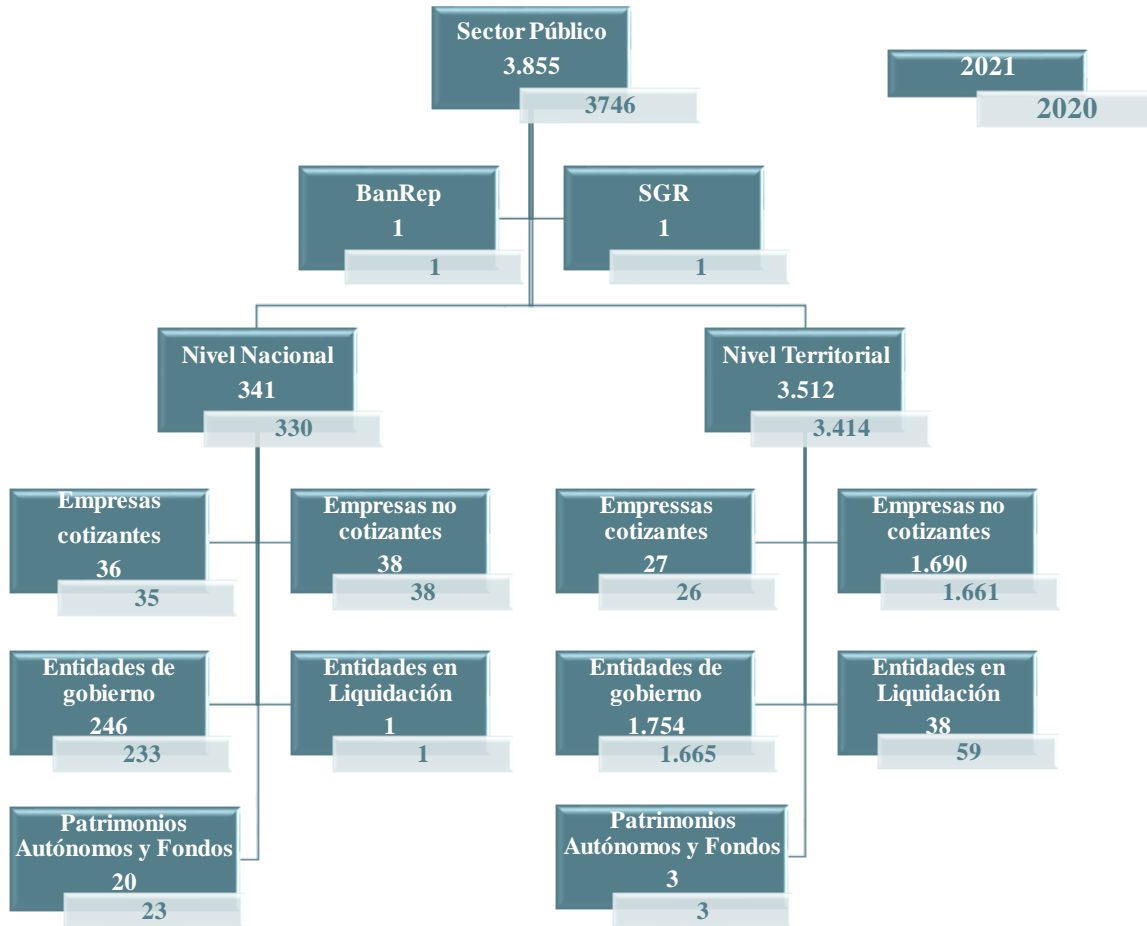 Sector Público
3.855
3746
2021
2020
BanRep
1
1
SGR
1
1
Nivel Nacional
341
330
Nivel Territorial
3.512
3.414
Empresas
cotizantes
36
35
Empresas no
cotizantes
38
38
Empressas
cotizantes
27
26
Empresas no
cotizantes
1.690
1.661
Entidades de
gobierno
246
233
Entidades en
Liquidación
1
1
Entidades de
gobierno
1.754
1.665
Entidades en
Liquidación
38
59
Patrimonios
Autónomos y Fondos
20
23
Patrimonios
Autónomos y Fondos
3
3